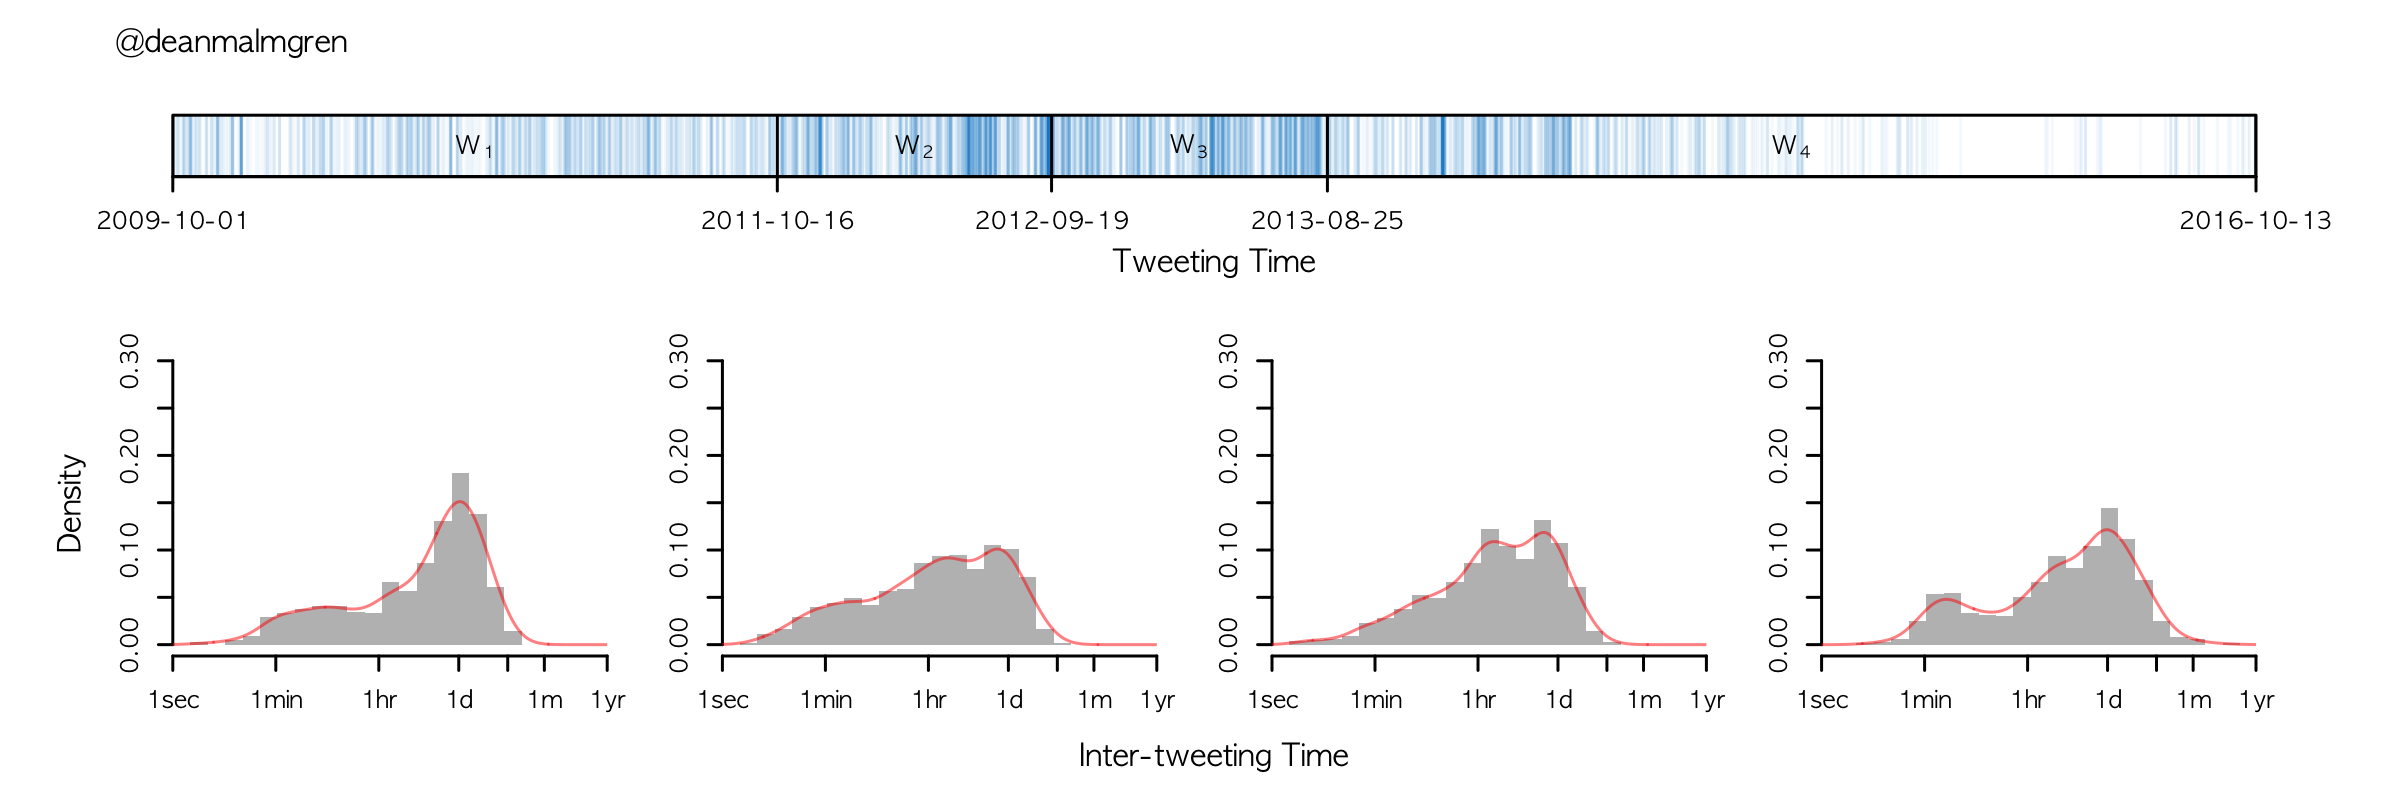 @deanmalmgren
W1 W2 W3 W4
2009-10-01 2011-10-16 2012-09-19 2013-08-25 2016-10-13
Tweeting Time
Density
0.30 0.30 0.30 0.30
0.20 0.20 0.20 0.20
0.10 0.10 0.10 0.10
0.00 0.00 0.00 0.00
1sec 1min 1hr 1d 1m 1yr 1sec 1min 1hr 1d 1m 1yr 1sec 1min 1hr 1d 1m 1yr 1sec 1min 1hr 1d 1m 1yr
Inter-tweeting Time